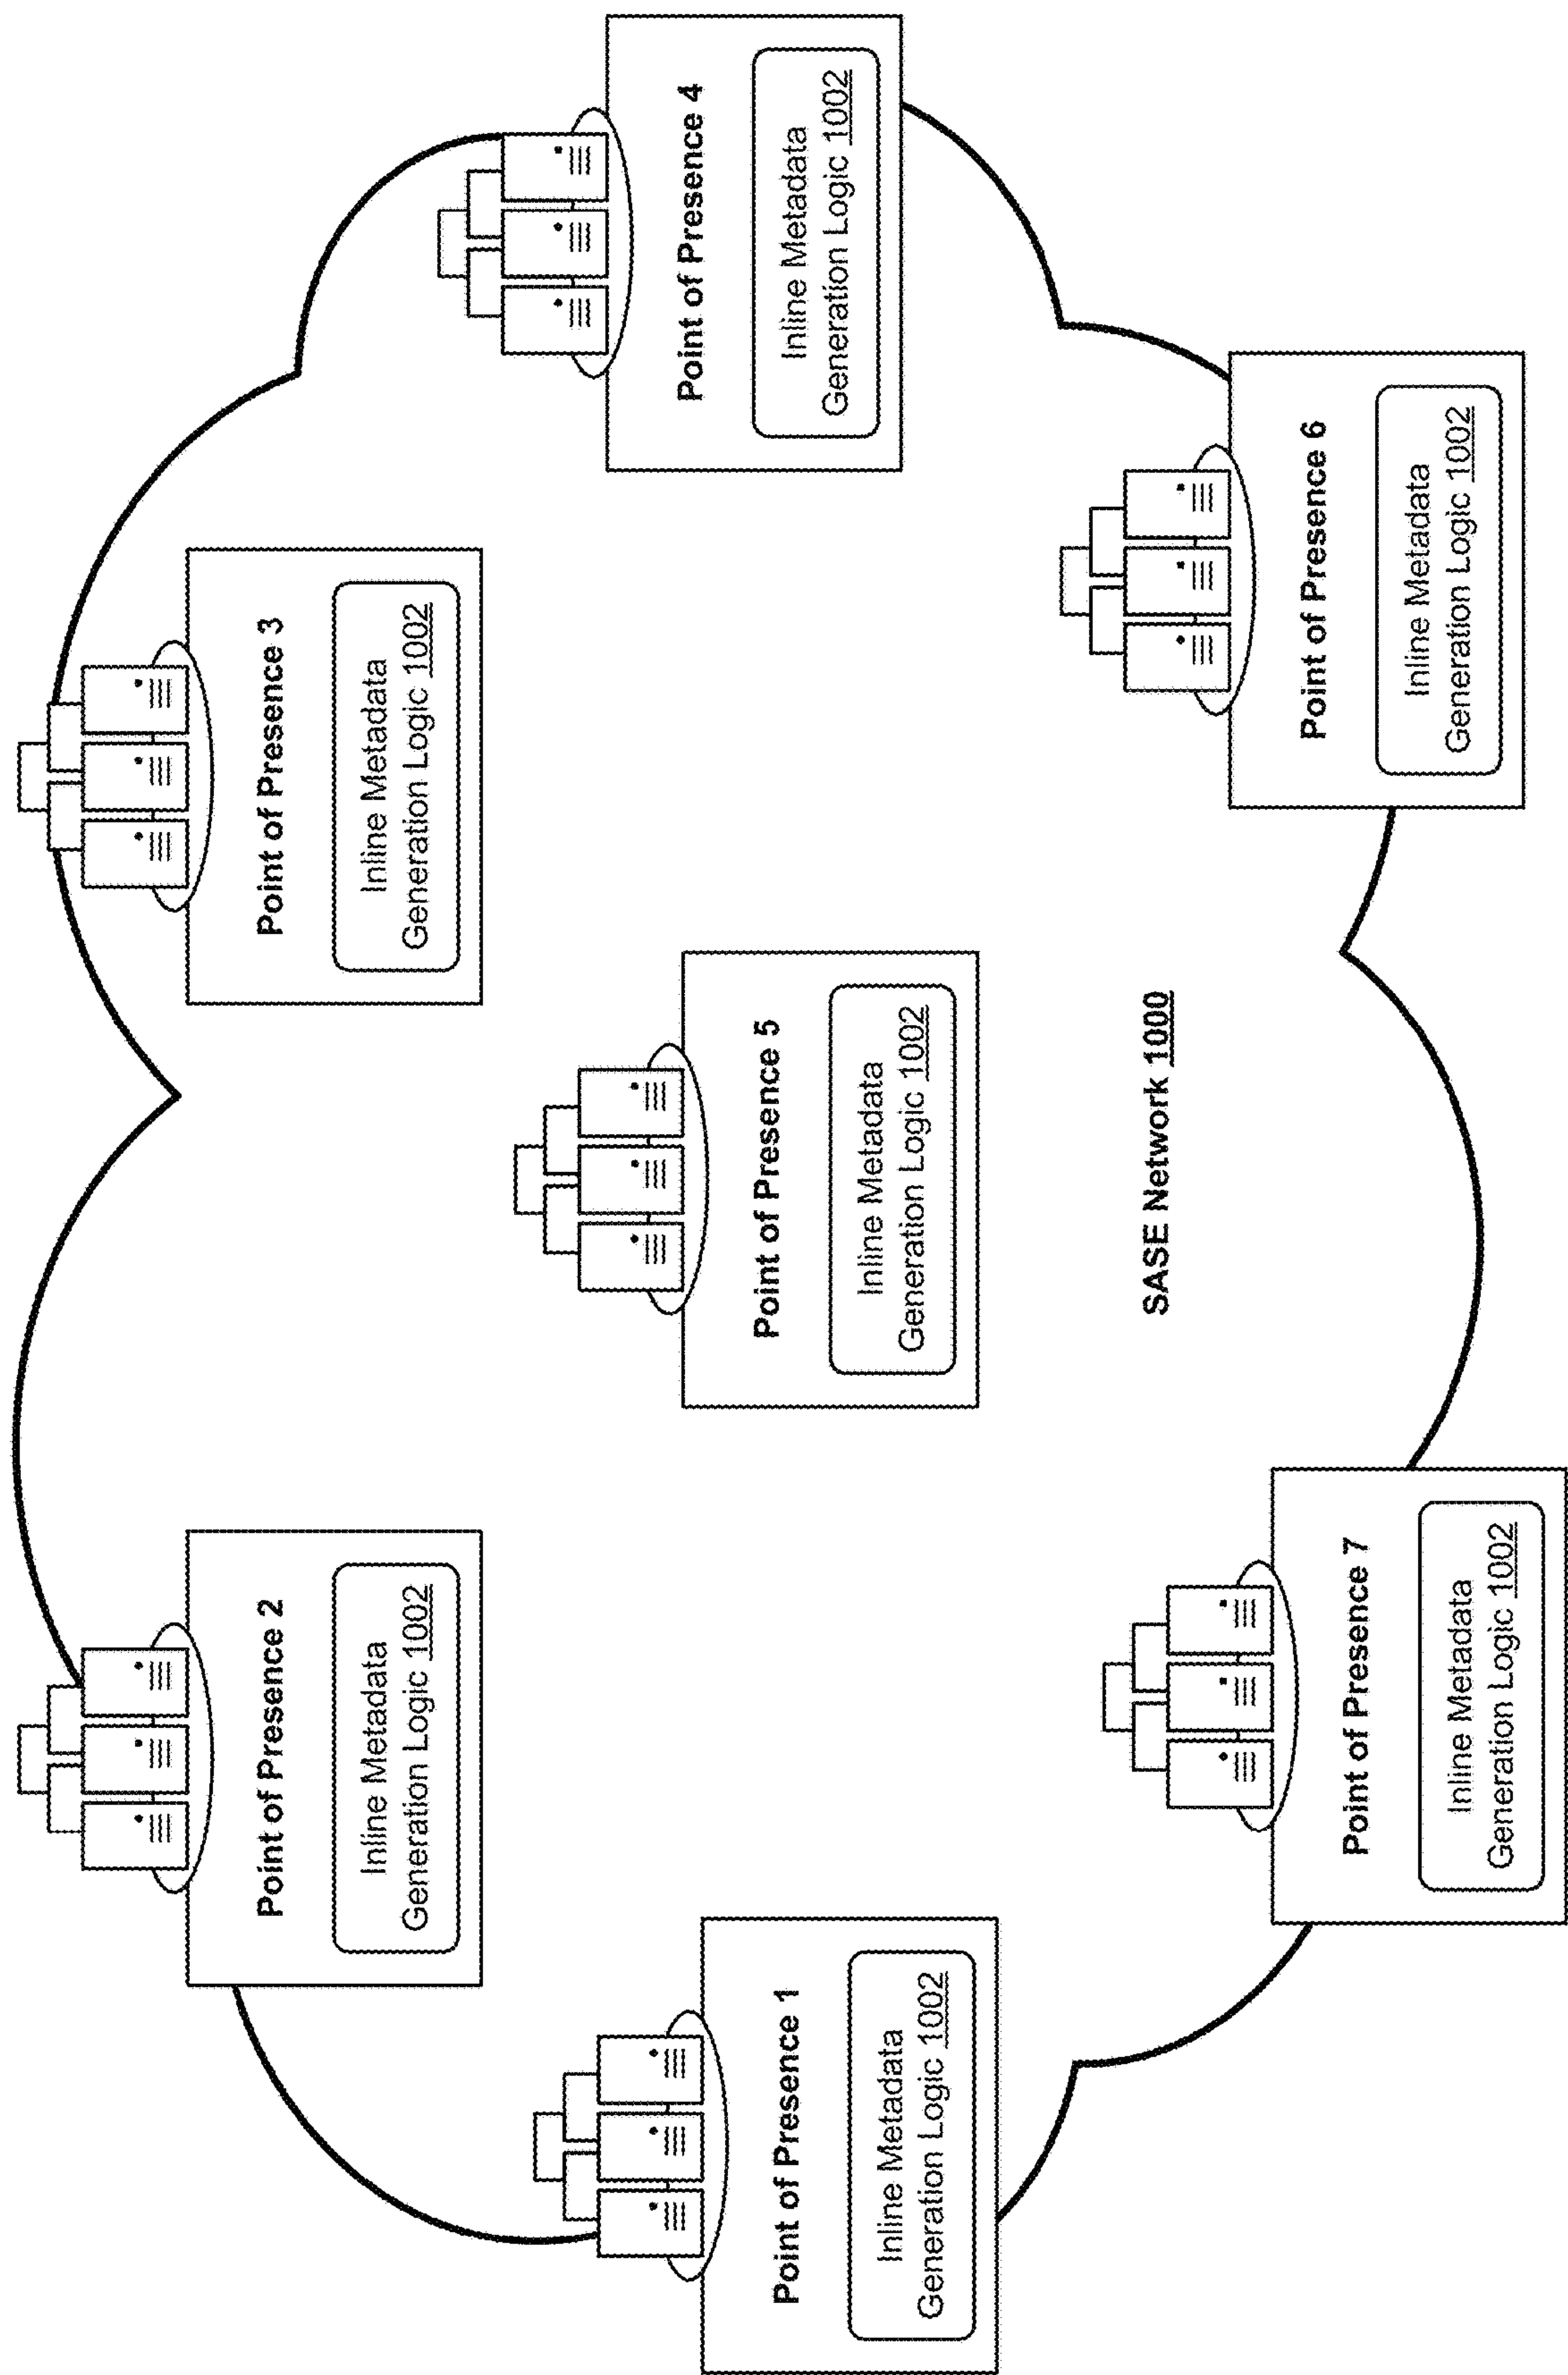 Point of Presence 2
Inline Metadata
Generation Logic 1002
Point of Presence 3
Inline Metadata
Generation Logic 1002
Point of Presence 4
Inline Metadata
Generation Logic 1002
Point of Presence 1
Inline Metadata
Generation Logic 1002
Point of Presence 5
Inline Metadata
Generation Logic 1002
SASE Network 1000
Point of Presence 7
Inline Metadata
Generation Logic 1002
Point of Presence 6
Inline Metadata
Generation Logic 1002